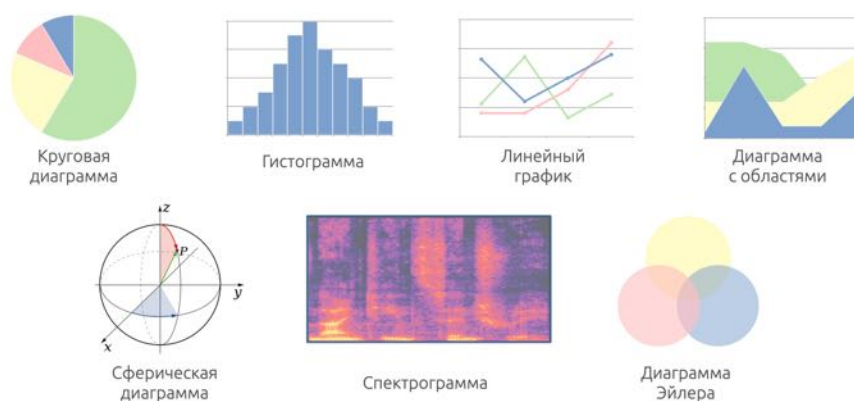 Круговая
диаграмма
Гистограмма
Линейный
график
Диаграмма
с областями
z
P
y
x
Сферическая
диаграмма
Спектрограмма
Диаграмма
Эйлера